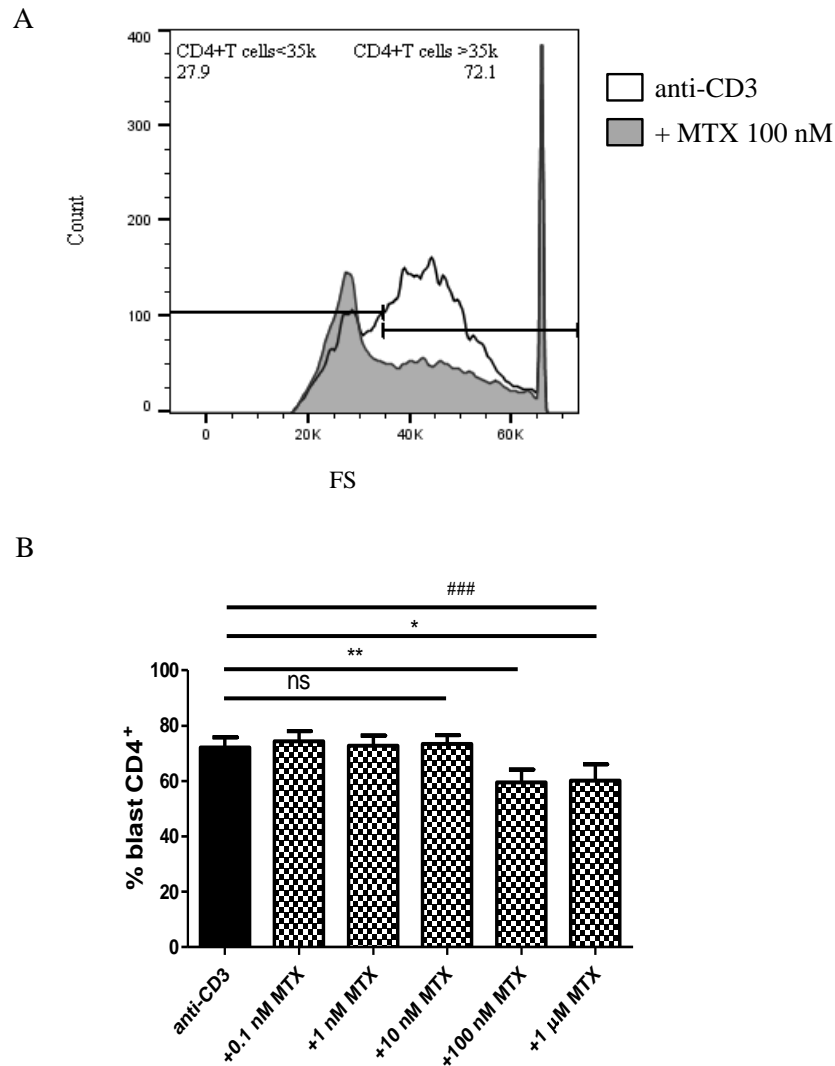 A
400
300
200
100
0
Count
CD4+T cells<35k CD4+T cells >35k
27.9 72.1
0 20K 40K 60K
FS
anti-CD3
+ MTX 100 nM
B
###
*
**
ns
100
80
60
40
20
0
% blast CD4⁺
anti-CD3
+0.1 nM MTX
+1 nM MTX
+10 nM MTX
+100 nM MTX
+1 µM MTX